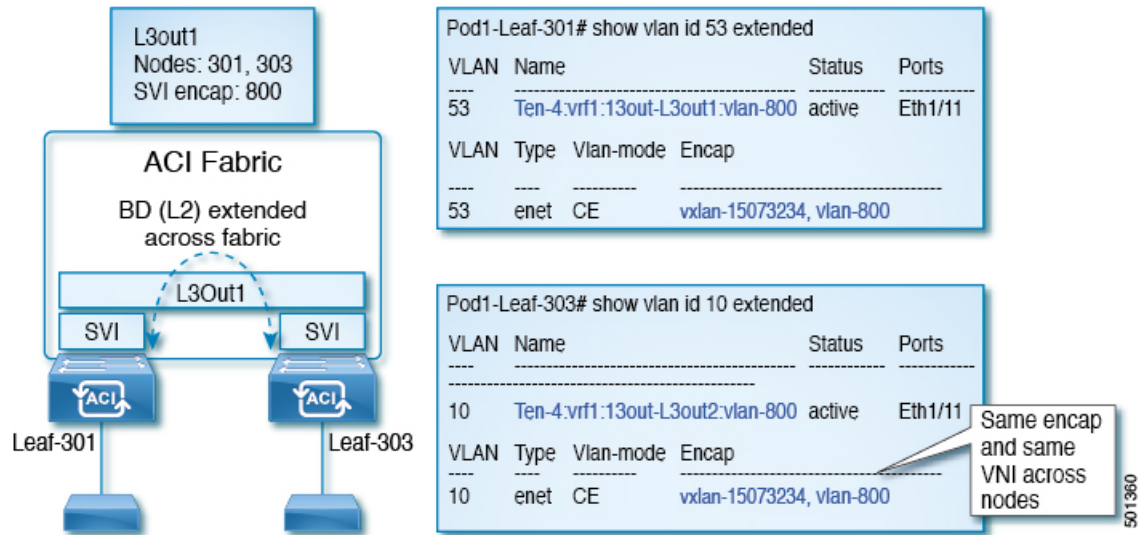 L3out1
Nodes: 301, 303
SVI encap: 800
ACI Fabric
BD (L2) extended
across fabric
L3Out1
SVI
SVI
ACI
ACI
Leaf-301
Leaf-303
Pod1-Leaf-301# show vlan id 53 extended
VLAN Name Status Ports
---- ---------------------------------------- ------------ ------------
53 Ten-4:vrf1:13out-L3out1:vlan-800 active Eth1/11
VLAN Type Vlan-mode Encap
---- ---- ---------- ------------------------------------------
53 enet CE vxlan-15073234, vlan-800
Pod1-Leaf-303# show vlan id 10 extended
VLAN Name Status Ports
---- ---------------------------------------- ------------ ------------
-------------------------------------------------
10 Ten-4:vrf1:13out-L3out2:vlan-800 active Eth1/11
VLAN Type Vlan-mode Encap
---- ---- ---------- ------------------------------------------
10 enet CE vxlan-15073234, vlan-800
Same encap
and same
VNI across
nodes
501360